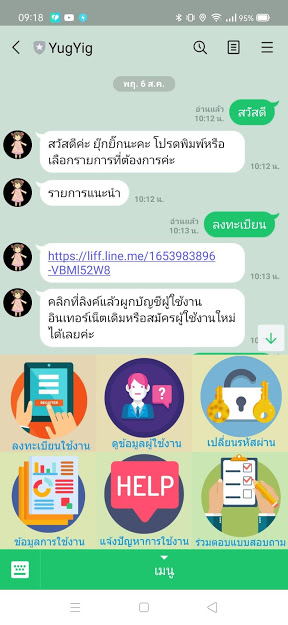 09:18
95%
YugYig
พฤ. 6 ส.ค.
อ่านแล้ว
10:12 น.
สวัสดี
สวัสดีค่ะ ยุ๊กยิ๊กนะคะ โปรดพิมพ์หรือ
เลือกรายการที่ต้องการค่ะ
10:12 น.
รายการแนะนำ
10:12 น.
อ่านแล้ว
10:13 น.
ลงทะเบียน
https://liff.line.me/1653983896
-VBMl52W8
10:13 น.
คลิกที่ลิงค์แล้วผูกบัญชีผู้ใช้งาน
อินเทอร์เน็ตเดิมหรือสมัครผู้ใช้งานใหม่
ได้เลยค่ะ
REGISTER
ลงทะเบียนใช้งาน
?
ดูข้อมูลผู้ใช้งาน
เปลี่ยนรหัสผ่าน
ข้อมูลการใช้งาน
HELP
แจ้งปัญหาการใช้งาน
ร่วมตอบแบบสอบถาม
เมนู